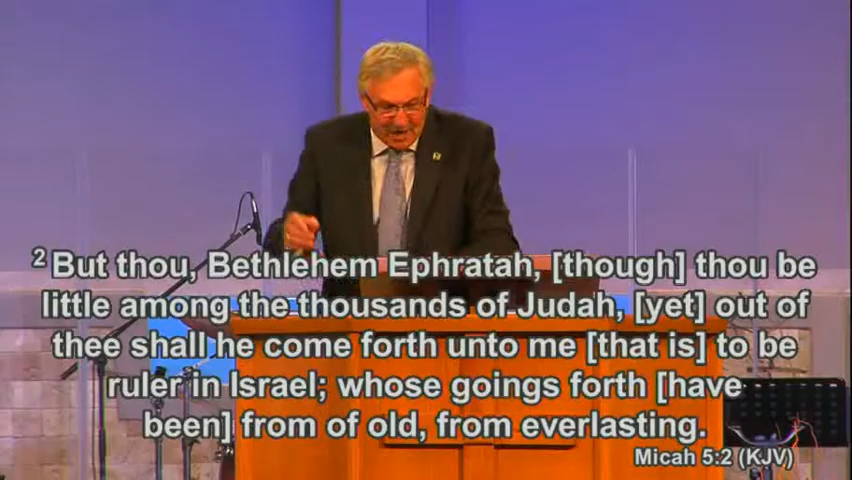 2 But thou, Bethlehem Ephratah, [though] thou be
little among the thousands of Judah, [yet] out of
thee shall he come forth unto me [that is] to be
ruler in Israel; whose goings forth [have
been] from of old, from everlasting.
Micah 5:2 (KJV)